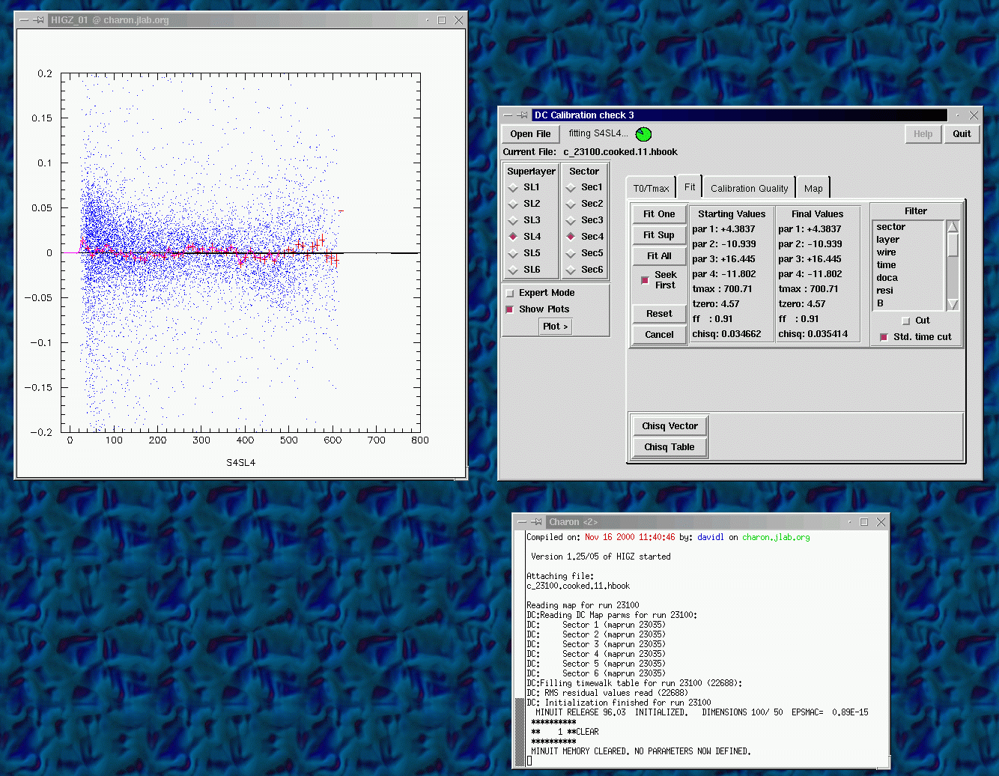 HIGZ_01 @ charon.jlab.org
0.2
0.15
0.1
0.05
0
−0.05
−0.1
−0.15
−0.2
0 100 200 300 400 500 600 700 800
S4SL4
DC Calibration check 3
Open File fitting S4SL4... Help Quit
Current File: c_23100.cooked.11.hbook
Superlayer Sector
SL1 Sec1
SL2 Sec2
SL3 Sec3
SL4 Sec4
SL5 Sec5
SL6 Sec6
Expert Mode
Show Plots
Plot >
T0/Tmax Fit Calibration Quality Map
Fit One
Fit Sup
Fit All
Seek
First
Reset
Cancel
Starting Values
par 1: +4.3837
par 2: −10.939
par 3: +16.445
par 4: −11.802
tmax : 700.71
tzero: 4.57
ff : 0.91
chisq: 0.034662
Final Values
par 1: +4.3837
par 2: −10.939
par 3: +16.445
par 4: −11.802
tmax : 700.71
tzero: 4.57
ff : 0.91
chisq: 0.035414
Filter
sector
layer
wire
time
doca
resi
B
Cut
Std. time cut
Chisq Vector
Chisq Table
Charon <2>
Compiled on: Nov 16 2000 11:40:46 by: davidl on charon.jlab.org
Version 1.25/05 of HIGZ started
Attaching file:
c_23100.cooked.11.hbook
Reading map for run 23100
DC:Reading DC Map parms for run 23100:
DC: Sector 1 (maprun 23035)
DC: Sector 2 (maprun 23035)
DC: Sector 3 (maprun 23035)
DC: Sector 4 (maprun 23035)
DC: Sector 5 (maprun 23035)
DC: Sector 6 (maprun 23035)
DC:Filling timewalk table for run 23100 (22688):
DC: RMS residual values read (22688)
DC: Initialization finished for run 23100
MINUIT RELEASE 96.03 INITIALIZED. DIMENSIONS 100/ 50 EPSMAC= 0.89E-15
**********
** 1 **CLEAR
**********
MINUIT MEMORY CLEARED. NO PARAMETERS NOW DEFINED.